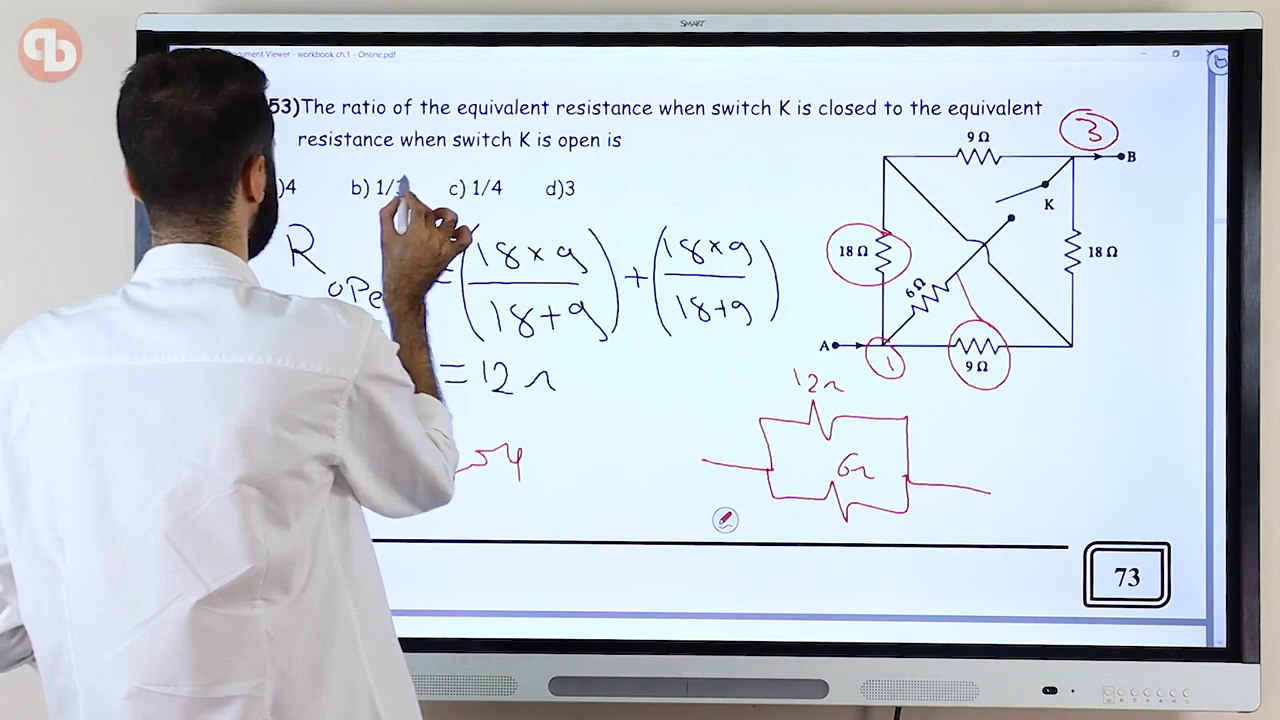 SMART
pb
cument Viewer - workbook ch.1 - Online.pdf
53)The ratio of the equivalent resistance when switch K is closed to the equivalent
resistance when switch K is open is
)4 b) 1/ c) 1/4 d)3
9 Ω
3
B
K
18 Ω
18 Ω
6 Ω
A
1
9 Ω
R
ope = (18×9 / 18+9) + (18×9 / 18+9)
= 12 Ω
12 Ω
6 Ω
73